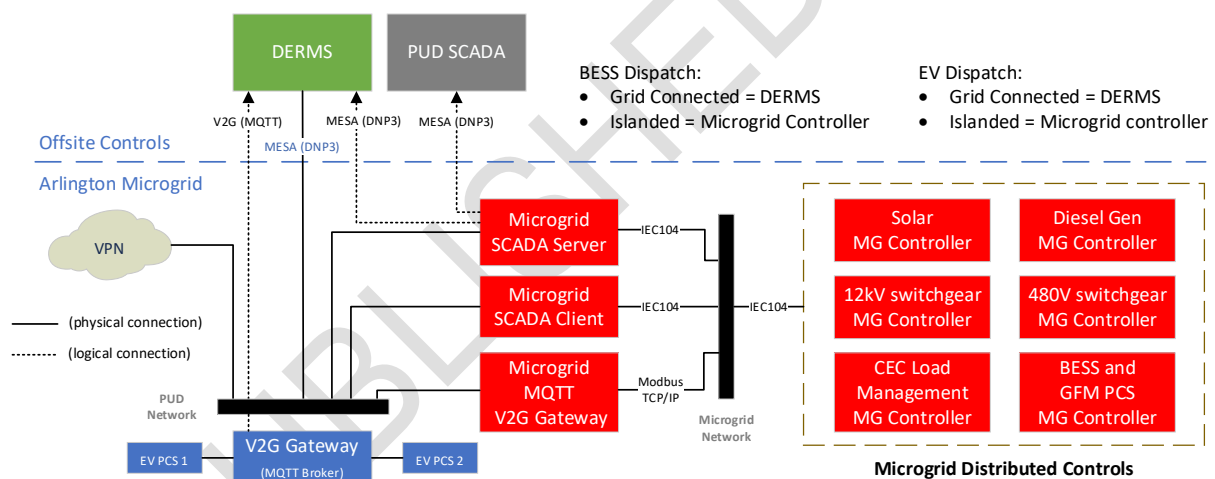 DERMS
PUD SCADA
BESS Dispatch:
• Grid Connected = DERMS
• Islanded = Microgrid Controller
EV Dispatch:
• Grid Connected = DERMS
• Islanded = Microgrid controller
V2G (MQTT)
MESA (DNP3)
MESA (DNP3)
MESA (DNP3)
Offsite Controls
Arlington Microgrid
VPN
Microgrid
SCADA Server
IEC104
Microgrid
SCADA Client
IEC104
Microgrid
MQTT
V2G Gateway
Modbus
TCP/IP
Microgrid
Network
IEC104
Solar
MG Controller
Diesel Gen
MG Controller
12kV switchgear
MG Controller
480V switchgear
MG Controller
CEC Load
Management
MG Controller
BESS and
GFM PCS
MG Controller
Microgrid Distributed Controls
(physical connection)
(logical connection)
PUD
Network
EV PCS 1
V2G Gateway
(MQTT Broker)
EV PCS 2